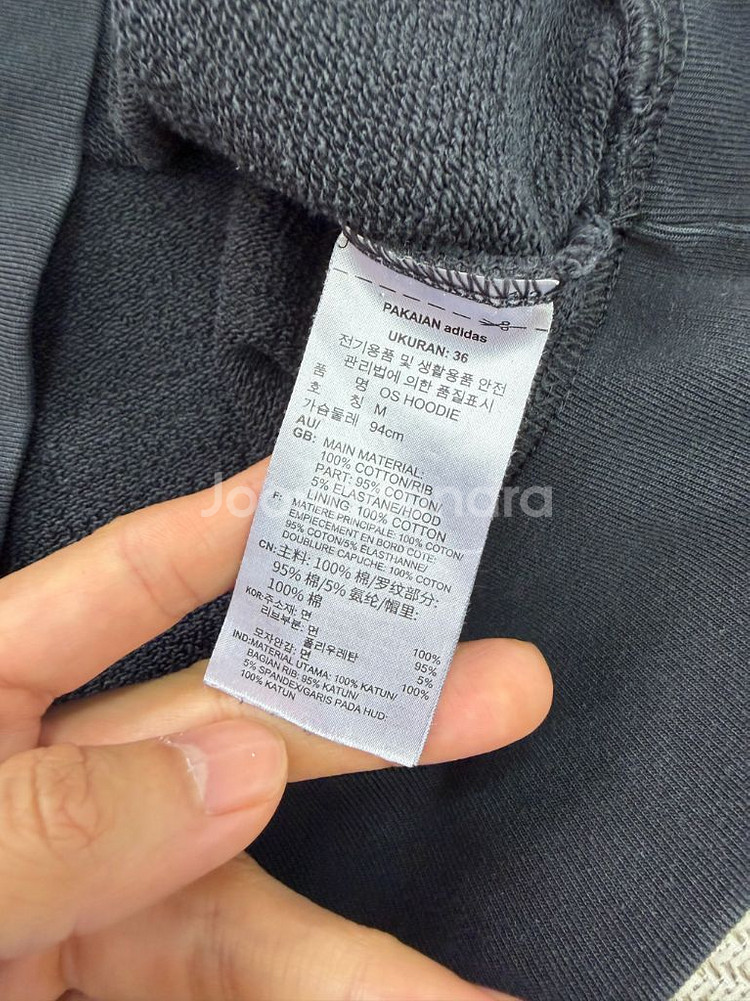 PAKAIAN adidas
UKURAN: 36
전기용품 및 생활용품 안전
관리법에 의한 품질표시
품 명 OS HOODIE
호 칭 M
가슴둘레 94cm
AU/
GB: MAIN MATERIAL:
100% COTTON/RIB
PART: 95% COTTON/
5% ELASTANE/HOOD
LINING: 100% COTTON
F: MATIERE PRINCIPALE: 100% COTON/
EMPIECEMENT EN BORD COTE:
95% COTON/5% ELASTHANNE/
DOUBLURE CAPUCHE: 100% COTON
CN: 主料: 100% 棉/罗纹部分:
95% 棉/5% 氨纶/帽里:
100% 棉
KOR: 주소재: 면 100%
리브부분: 면 95%
폴리우레탄 5%
모자안감: 면 100%
IND: MATERIAL UTAMA: 100% KATUN/
BAGIAN RIB: 95% KATUN/
5% SPANDEX/GARIS PADA HUD:
100% KATUN